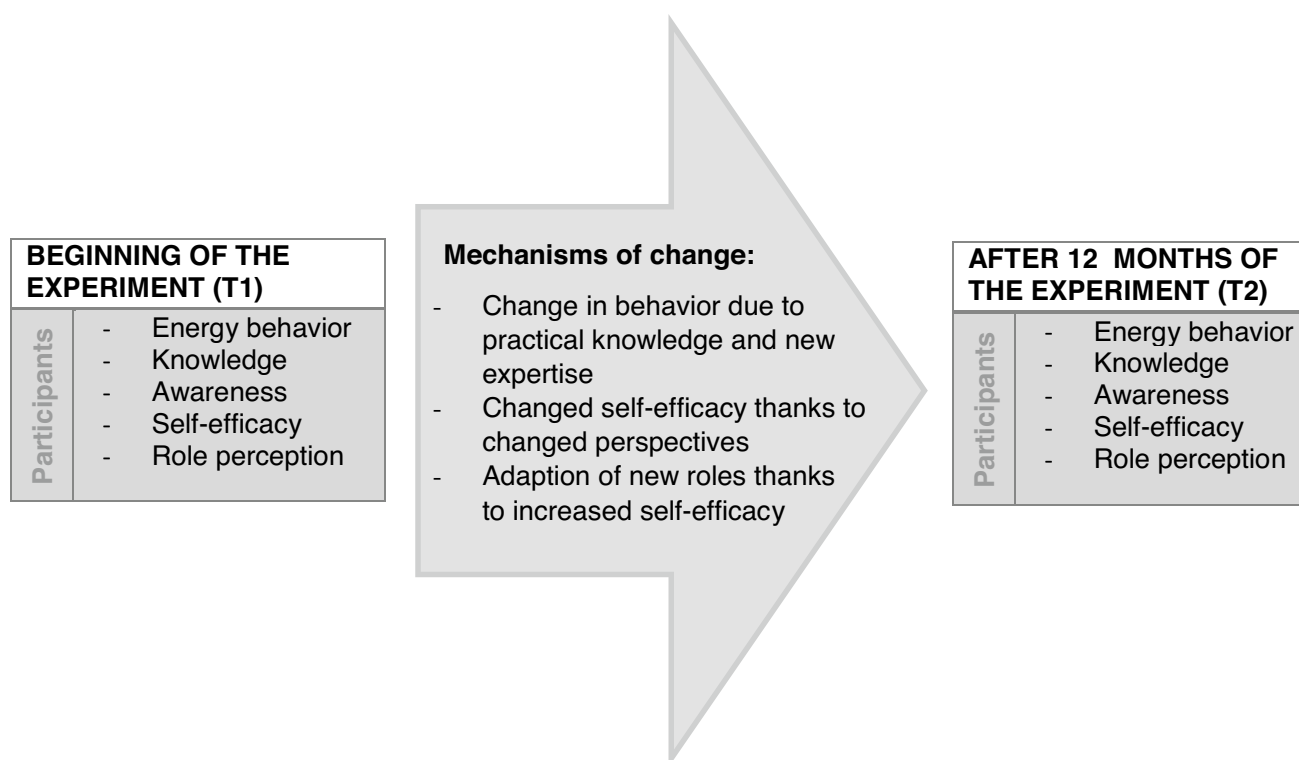 BEGINNING OF THE
EXPERIMENT (T1)
Participants
- Energy behavior
- Knowledge
- Awareness
- Self-efficacy
- Role perception
Mechanisms of change:
- Change in behavior due to
practical knowledge and new
expertise
- Changed self-efficacy thanks to
changed perspectives
- Adaption of new roles thanks
to increased self-efficacy
AFTER 12 MONTHS OF
THE EXPERIMENT (T2)
Participants
- Energy behavior
- Knowledge
- Awareness
- Self-efficacy
- Role perception